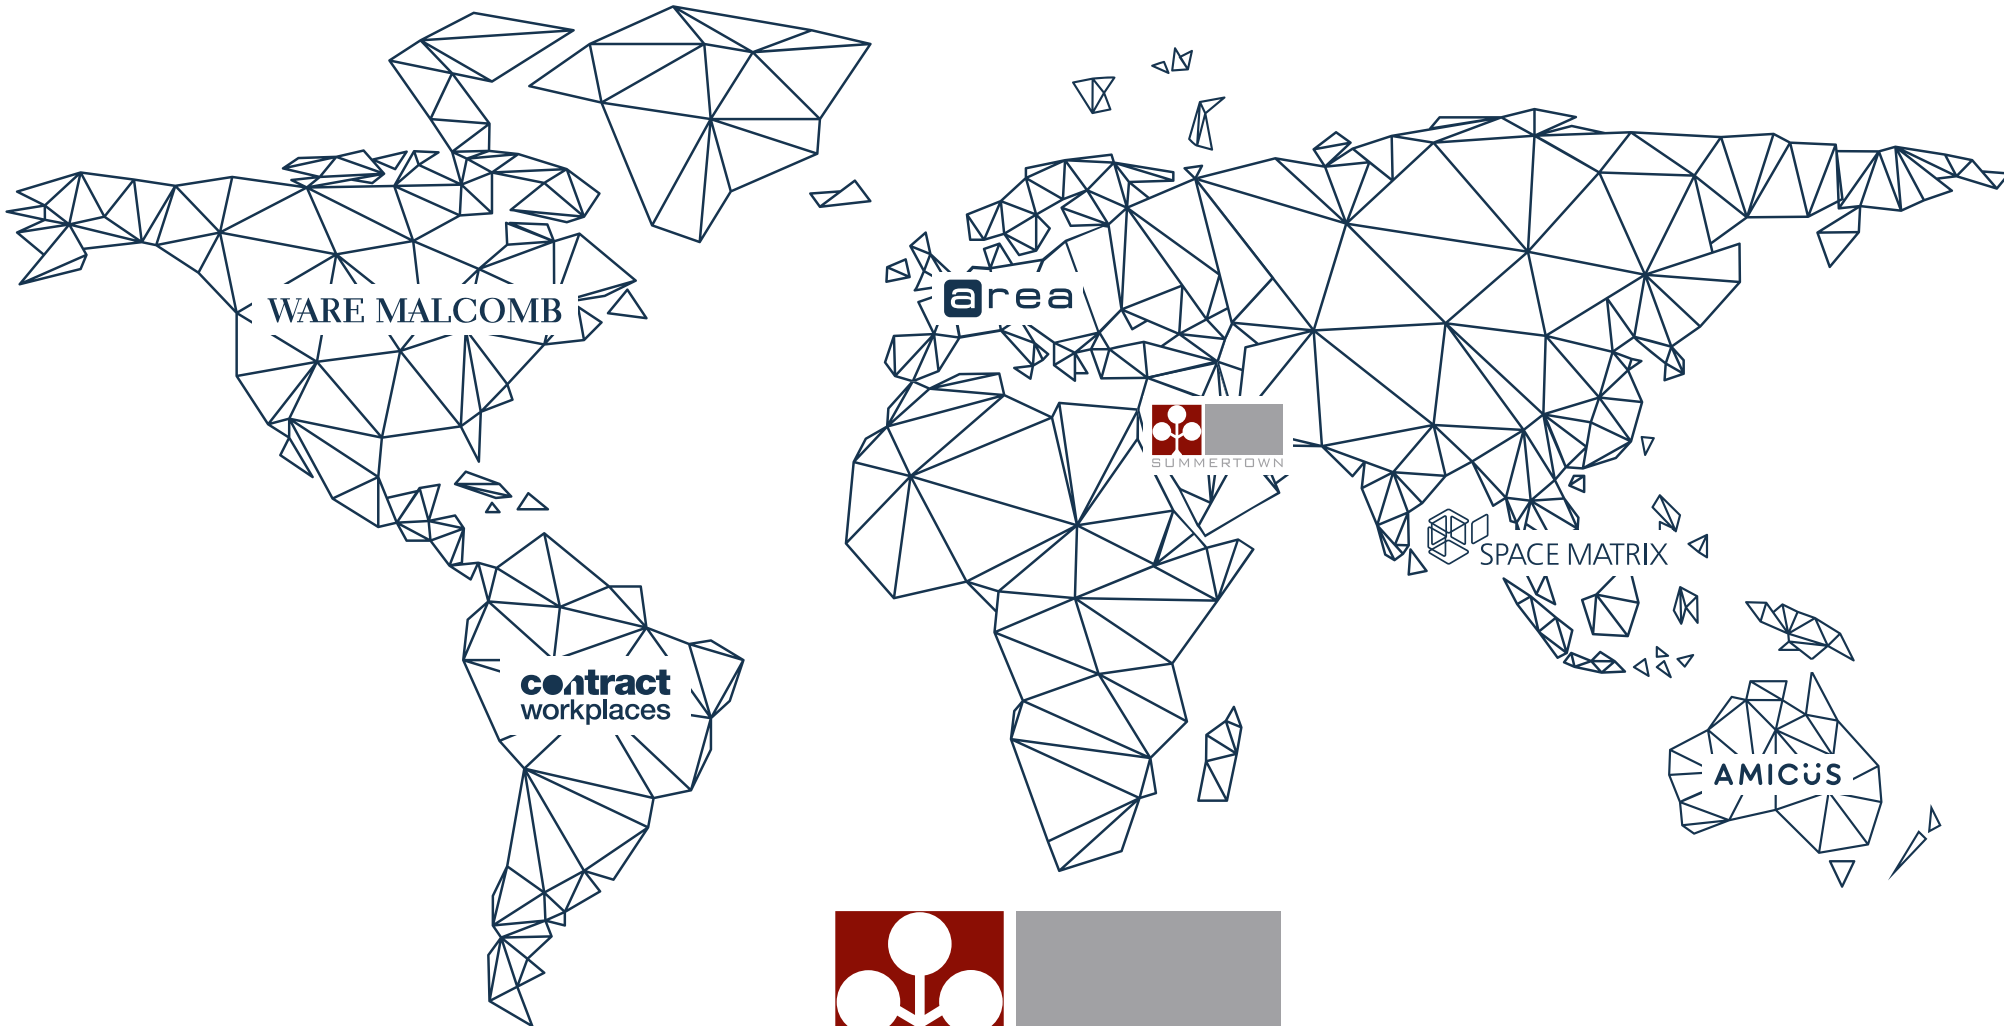 WARE MALCOMB
area
SUMMERTOWN
SPACE MATRIX
contract
workplaces
AMICUS